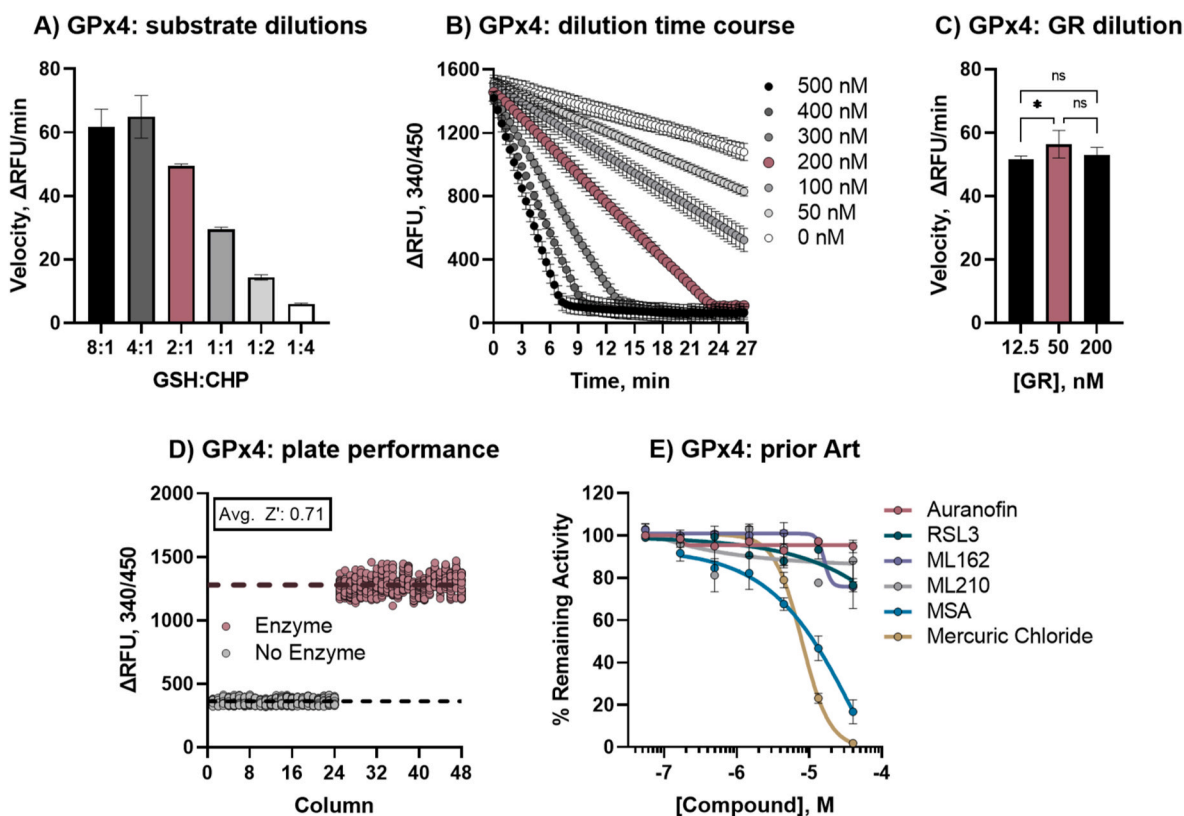 A) GPx4: substrate dilutions
Velocity, ΔRFU/min
80
60
40
20
0
8:1 4:1 2:1 1:1 1:2 1:4
GSH:CHP
B) GPx4: dilution time course
ΔRFU, 340/450
1600
1200
800
400
0
0 3 6 9 12 15 18 21 24 27
Time, min
500 nM
400 nM
300 nM
200 nM
100 nM
50 nM
0 nM
C) GPx4: GR dilution
Velocity, ΔRFU/min
80
60
40
20
0
ns
* ns
12.5 50 200
[GR], nM
D) GPx4: plate performance
ΔRFU, 340/450
2000
1500
1000
500
0
Avg. Z': 0.71
Enzyme
No Enzyme
0 8 16 24 32 40 48
Column
E) GPx4: prior Art
% Remaining Activity
120
100
80
60
40
20
0
-7 -6 -5 -4
[Compound], M
Auranofin
RSL3
ML162
ML210
MSA
Mercuric Chloride